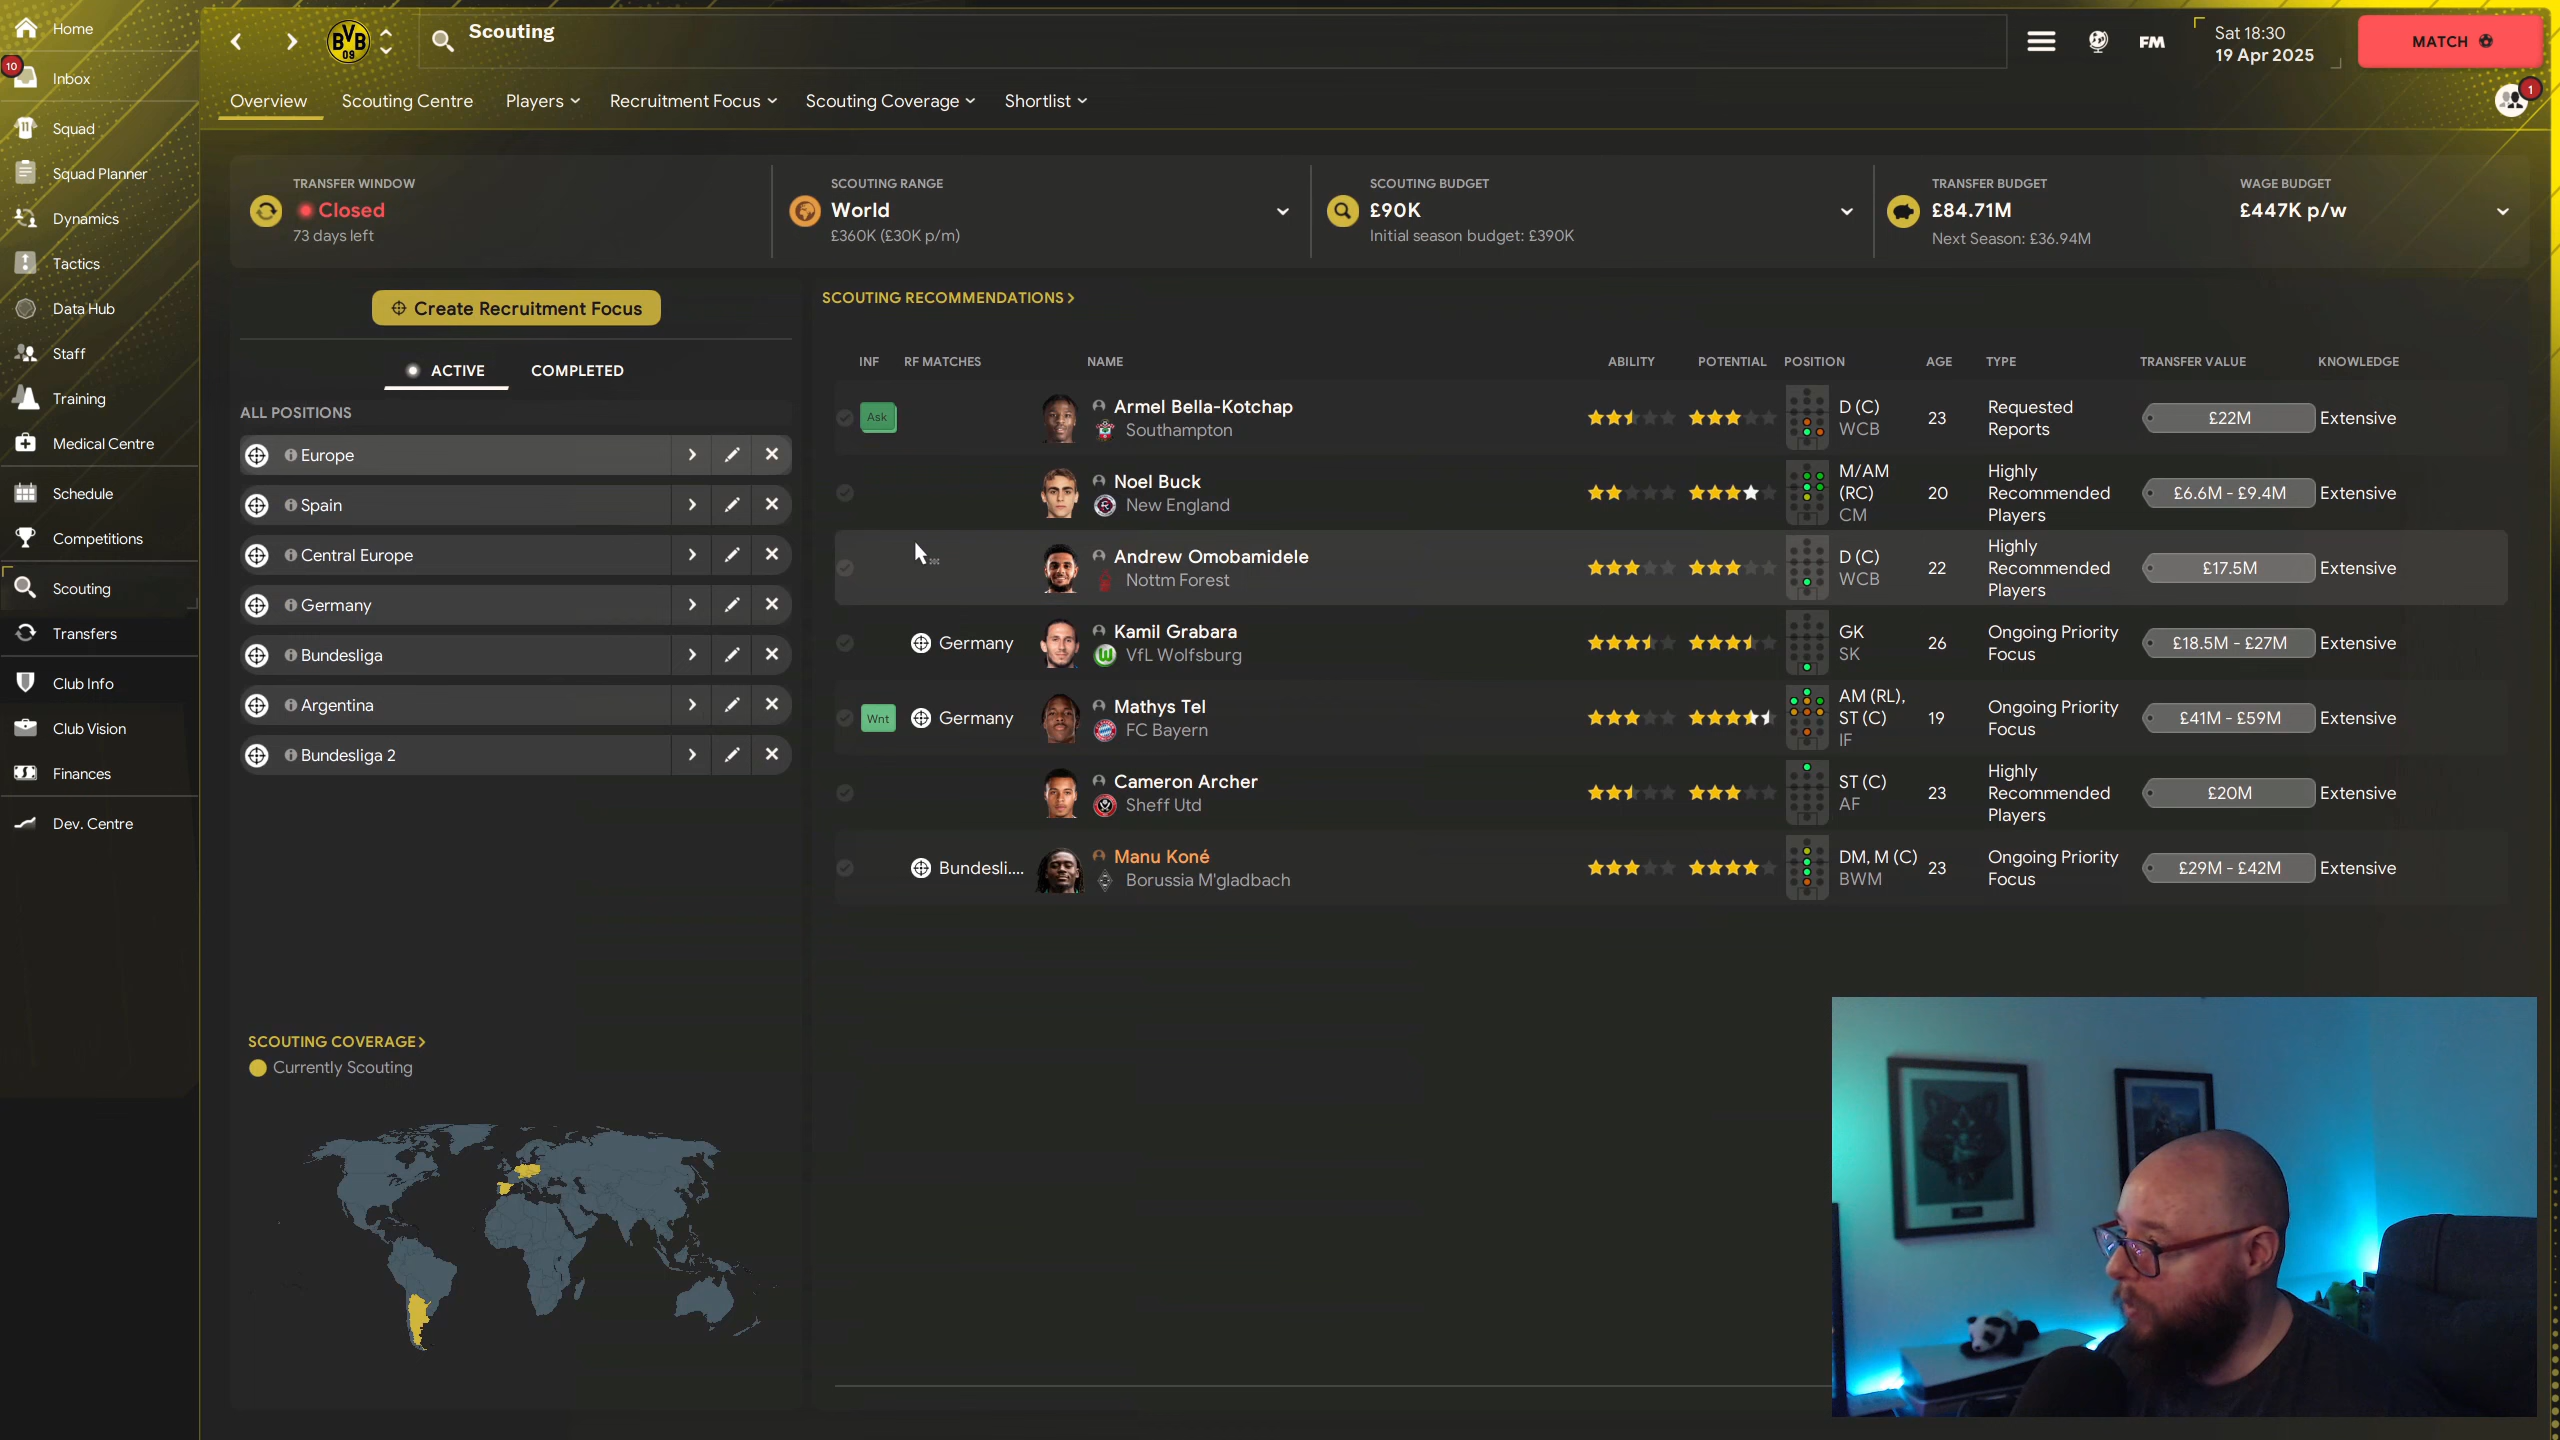 Home
10
Inbox
Squad
Squad Planner
Dynamics
Tactics
Data Hub
Staff
Training
Medical Centre
Schedule
Competitions
Scouting
Transfers
Club Info
Club Vision
Finances
Dev. Centre
BVB
09
Scouting
FM
Sat 18:30
19 Apr 2025
MATCH
1
Overview
Scouting Centre
Players
Recruitment Focus
Scouting Coverage
Shortlist
TRANSFER WINDOW
Closed
73 days left
SCOUTING RANGE
World
£360K (£30K p/m)
SCOUTING BUDGET
£90K
Initial season budget: £390K
TRANSFER BUDGET
£84.71M
Next Season: £36.94M
WAGE BUDGET
£447K p/w
Create Recruitment Focus
ACTIVE
COMPLETED
ALL POSITIONS
Europe
Spain
Central Europe
Germany
Bundesliga
Argentina
Bundesliga 2
SCOUTING COVERAGE
Currently Scouting
SCOUTING RECOMMENDATIONS
INF RF MATCHES NAME ABILITY POTENTIAL POSITION AGE TYPE TRANSFER VALUE KNOWLEDGE
Ask
Armel Bella-Kotchap
Southampton
D (C)
WCB
23
Requested
Reports
£22M
Extensive
Noel Buck
New England
M/AM
(RC)
CM
20
Highly
Recommended
Players
£6.6M - £9.4M
Extensive
Andrew Omobamidele
Nottm Forest
D (C)
WCB
22
Highly
Recommended
Players
£17.5M
Extensive
Germany
Kamil Grabara
VfL Wolfsburg
GK
SK
26
Ongoing Priority
Focus
£18.5M - £27M
Extensive
Wnt
Germany
Mathys Tel
FC Bayern
AM (RL),
ST (C)
IF
19
Ongoing Priority
Focus
£41M - £59M
Extensive
Cameron Archer
Sheff Utd
ST (C)
AF
23
Highly
Recommended
Players
£20M
Extensive
Bundesli....
Manu Koné
Borussia M'gladbach
DM, M (C)
BWM
23
Ongoing Priority
Focus
£29M - £42M
Extensive